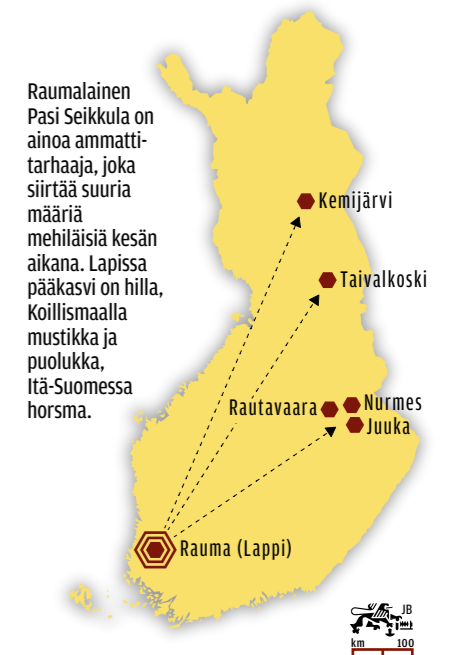 Raumalainen
Pasi Seikkula on
ainoa ammatti-
tarhaaja, joka
siirtää suuria
määriä
mehiläisiä kesän
aikana. Lapissa
pääkasvi on hilla,
Koillismaalla
mustikka ja
puolukka,
Itä-Suomessa
horsma.
Kemijärvi
Taivalkoski
Rautavaara
Nurmes
Juuka
Rauma (Lappi)
JB
km 100